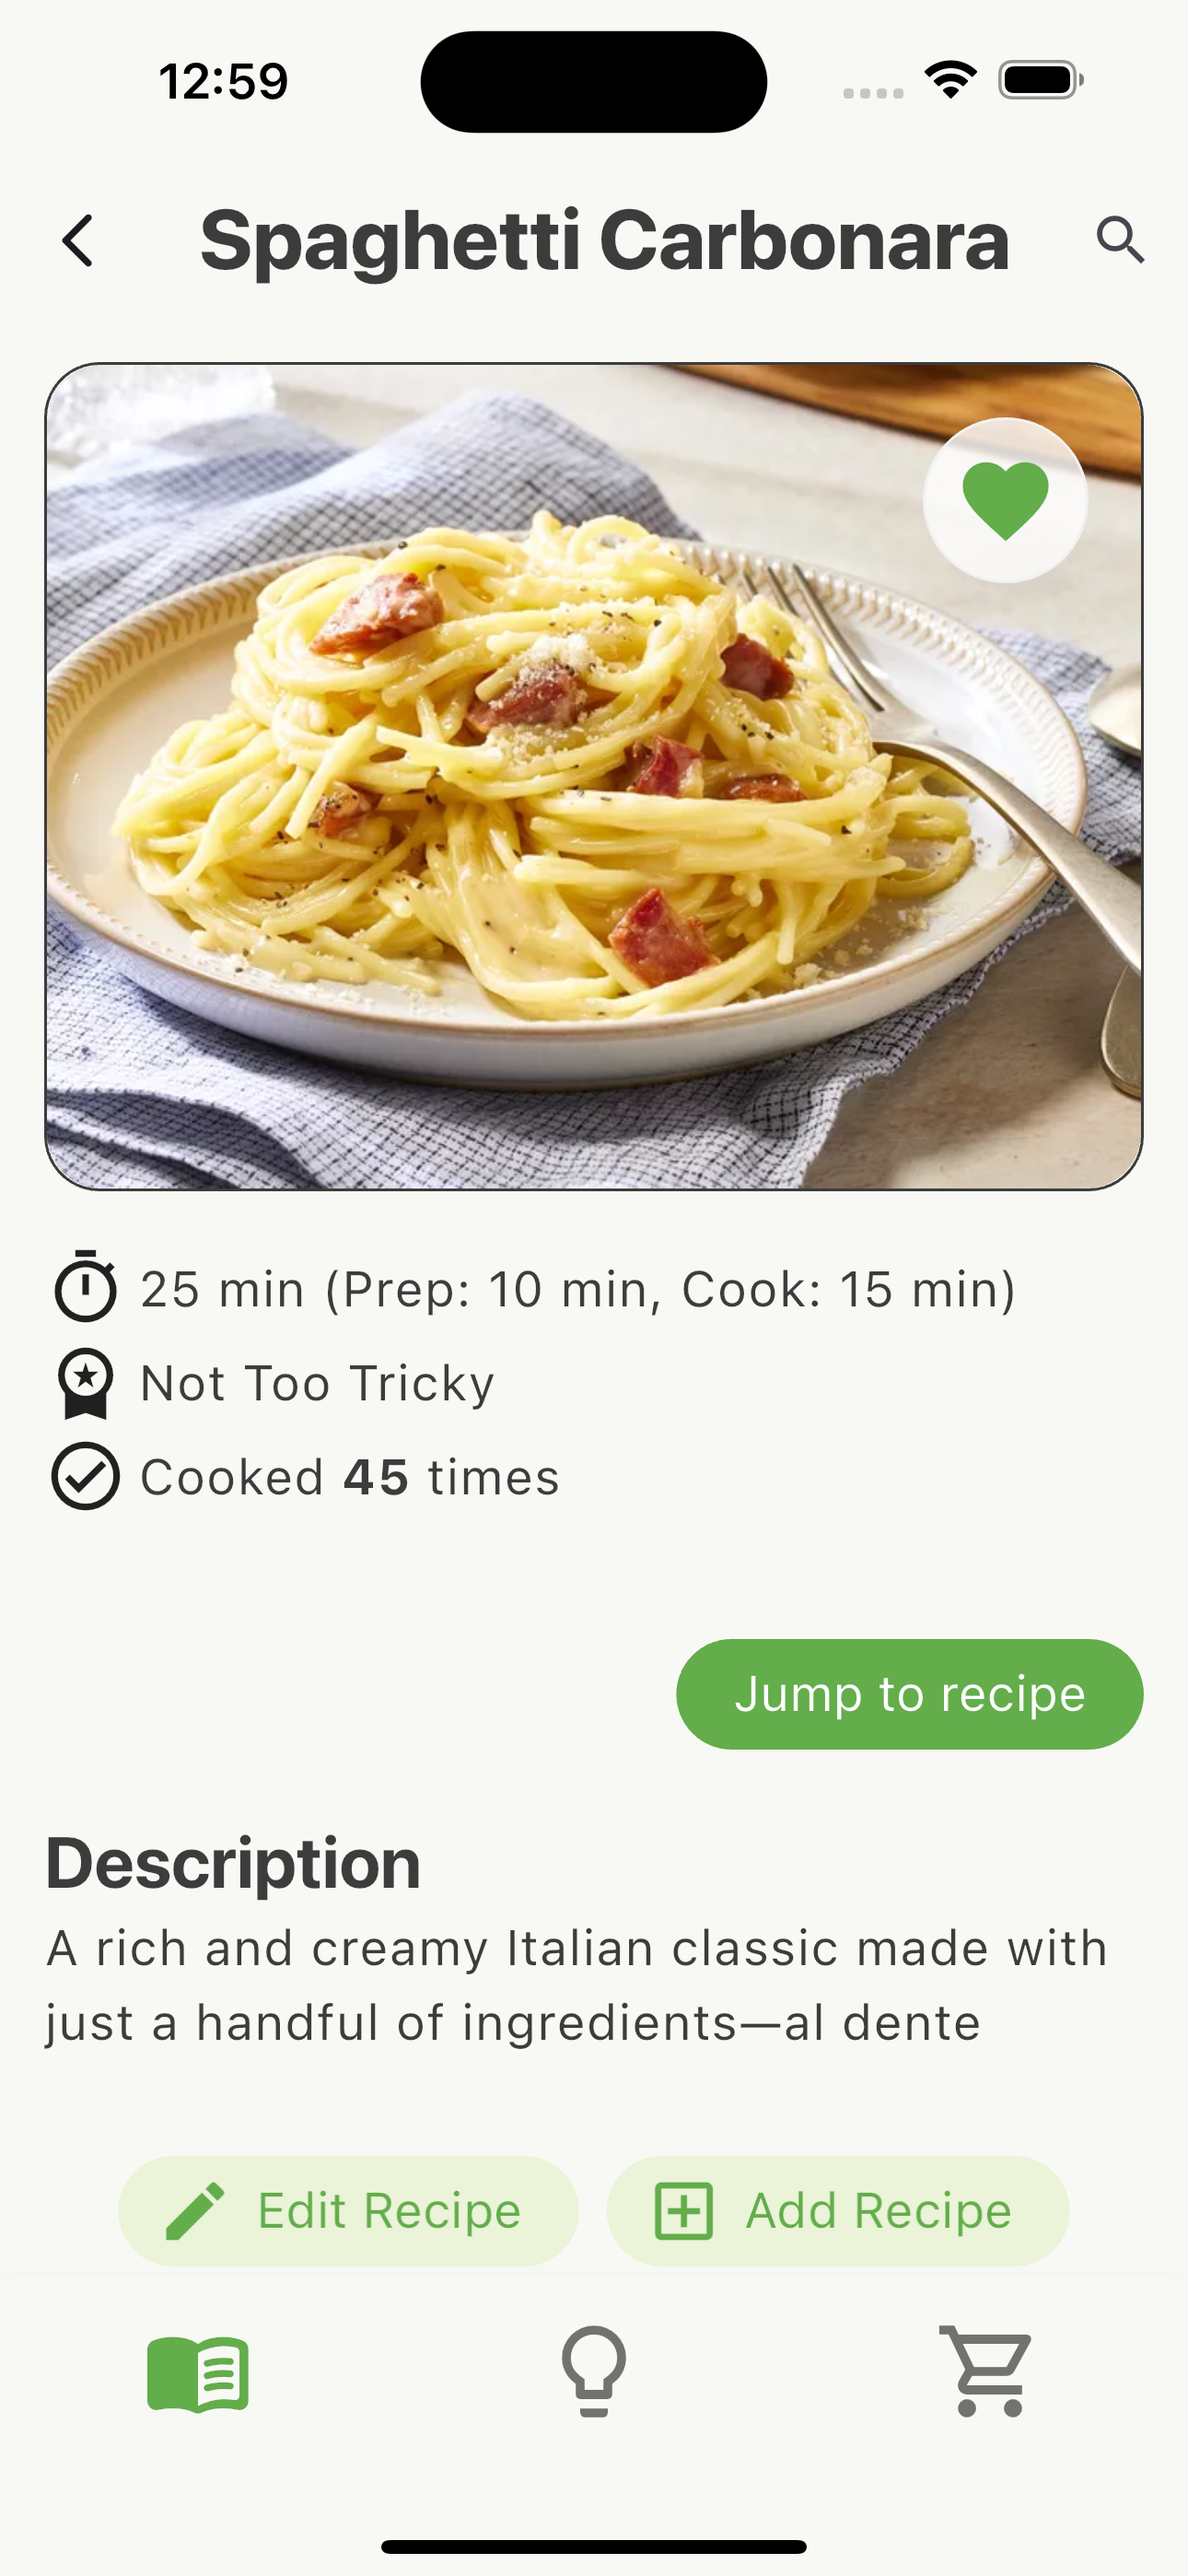 12:59
Spaghetti Carbonara
25 min (Prep: 10 min, Cook: 15 min)
Not Too Tricky
Cooked 45 times
Jump to recipe
Description
A rich and creamy Italian classic made with
just a handful of ingredients—al dente
Edit Recipe
Add Recipe